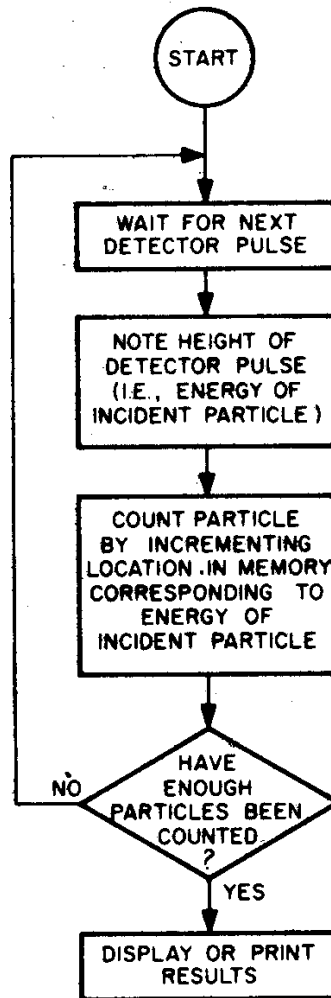 START
WAIT FOR NEXT
DETECTOR PULSE
NOTE HEIGHT OF
DETECTOR PULSE
(I.E., ENERGY OF
INCIDENT PARTICLE)
COUNT PARTICLE
BY INCREMENTING
LOCATION IN MEMORY
CORRESPONDING TO
ENERGY OF
INCIDENT PARTICLE
HAVE
ENOUGH
PARTICLES BEEN
COUNTED
?
NO
YES
DISPLAY OR PRINT
RESULTS